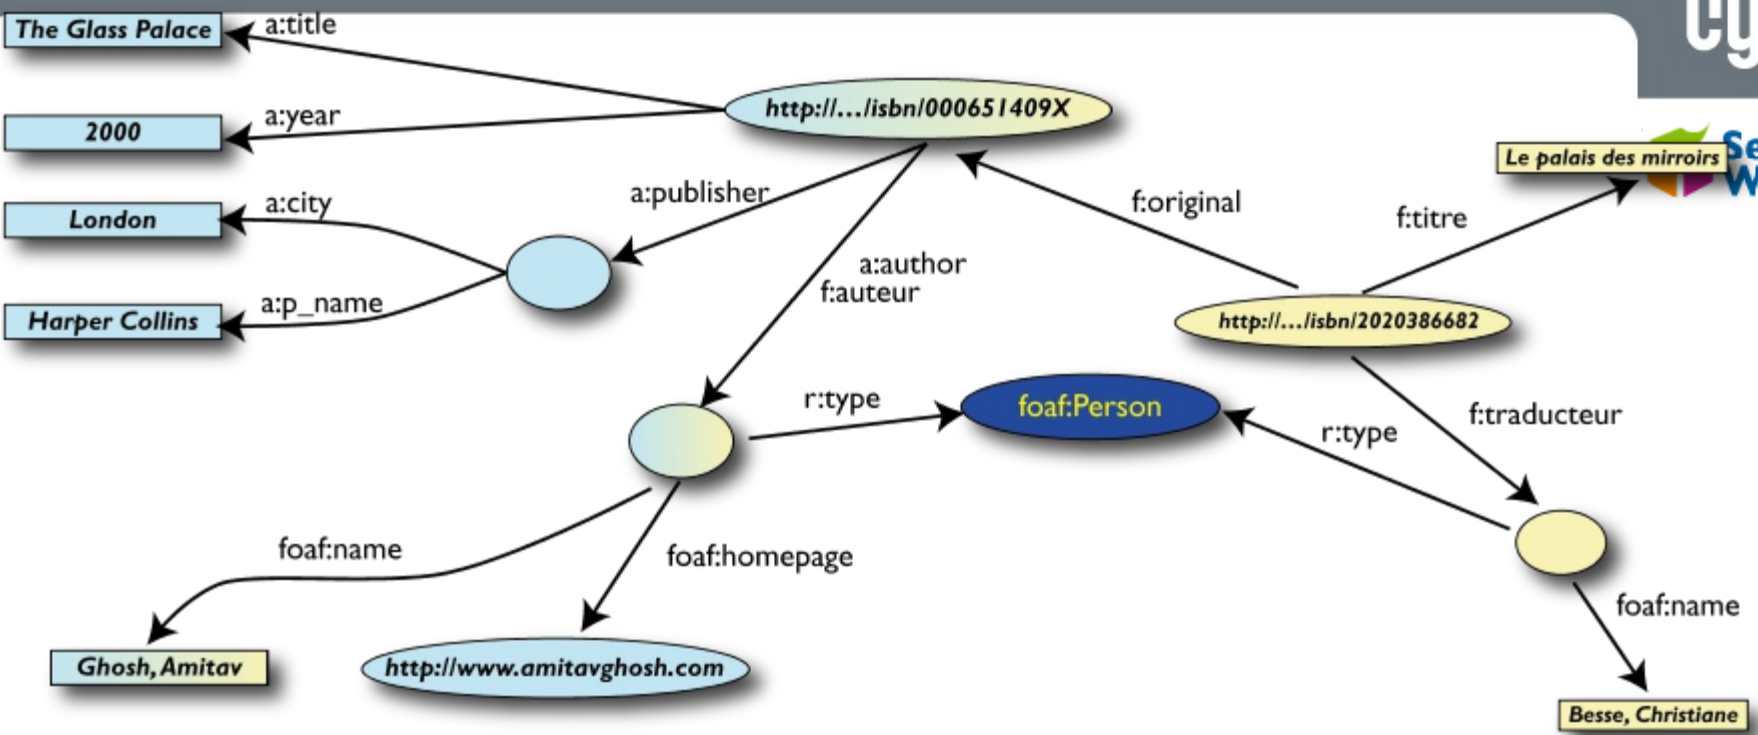 The Glass Palace
a:title
http://…/isbn/000651409X
2000
a:year
Le palais des mirroirs
a:publisher
f:original
f:titre
London
a:city
a:author
f:auteur
Harper Collins
a:p_name
http://…/isbn/2020386682
r:type
foaf:Person
r:type
f:traducteur
foaf:name
foaf:homepage
foaf:name
Ghosh, Amitav
http://www.amitavghosh.com
Besse, Christiane